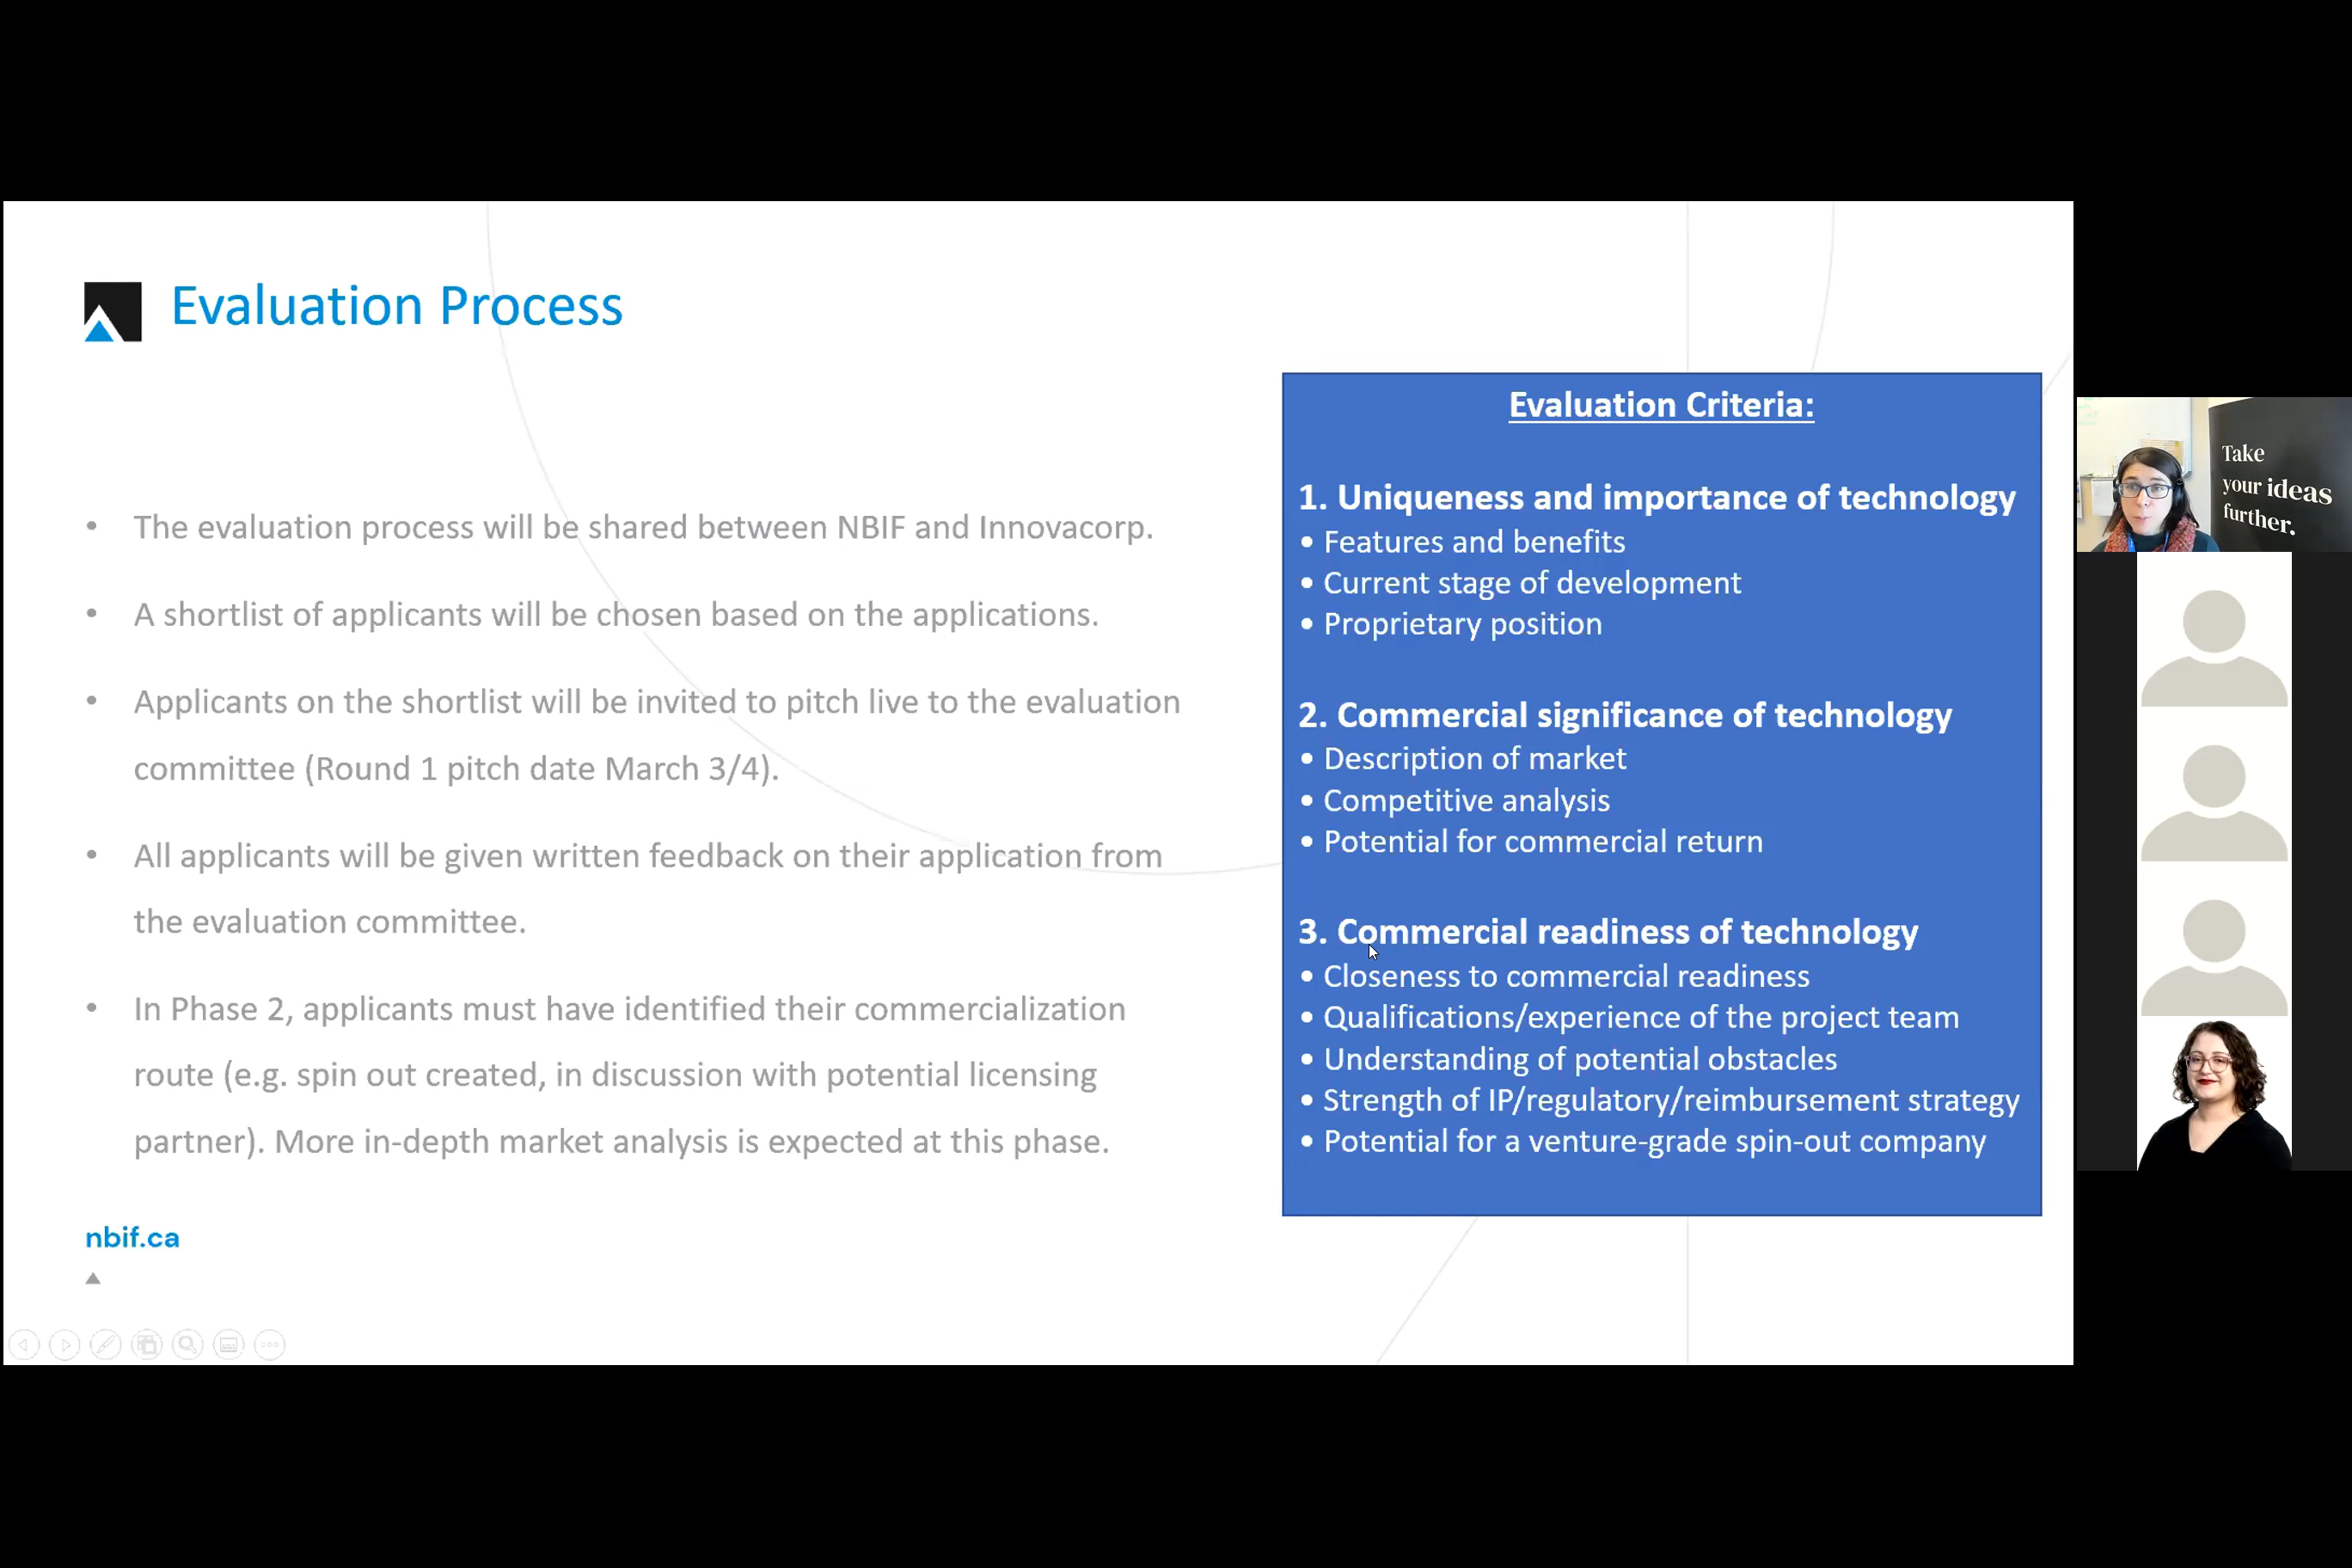 Evaluation Process
• The evaluation process will be shared between NBIF and Innovacorp.
• A shortlist of applicants will be chosen based on the applications.
• Applicants on the shortlist will be invited to pitch live to the evaluation
committee (Round 1 pitch date March 3/4).
• All applicants will be given written feedback on their application from
the evaluation committee.
• In Phase 2, applicants must have identified their commercialization
route (e.g. spin out created, in discussion with potential licensing
partner). More in-depth market analysis is expected at this phase.
nbif.ca
Evaluation Criteria:
1. Uniqueness and importance of technology
• Features and benefits
• Current stage of development
• Proprietary position
2. Commercial significance of technology
• Description of market
• Competitive analysis
• Potential for commercial return
3. Commercial readiness of technology
• Closeness to commercial readiness
• Qualifications/experience of the project team
• Understanding of potential obstacles
• Strength of IP/regulatory/reimbursement strategy
• Potential for a venture-grade spin-out company
Take
your ideas
further.